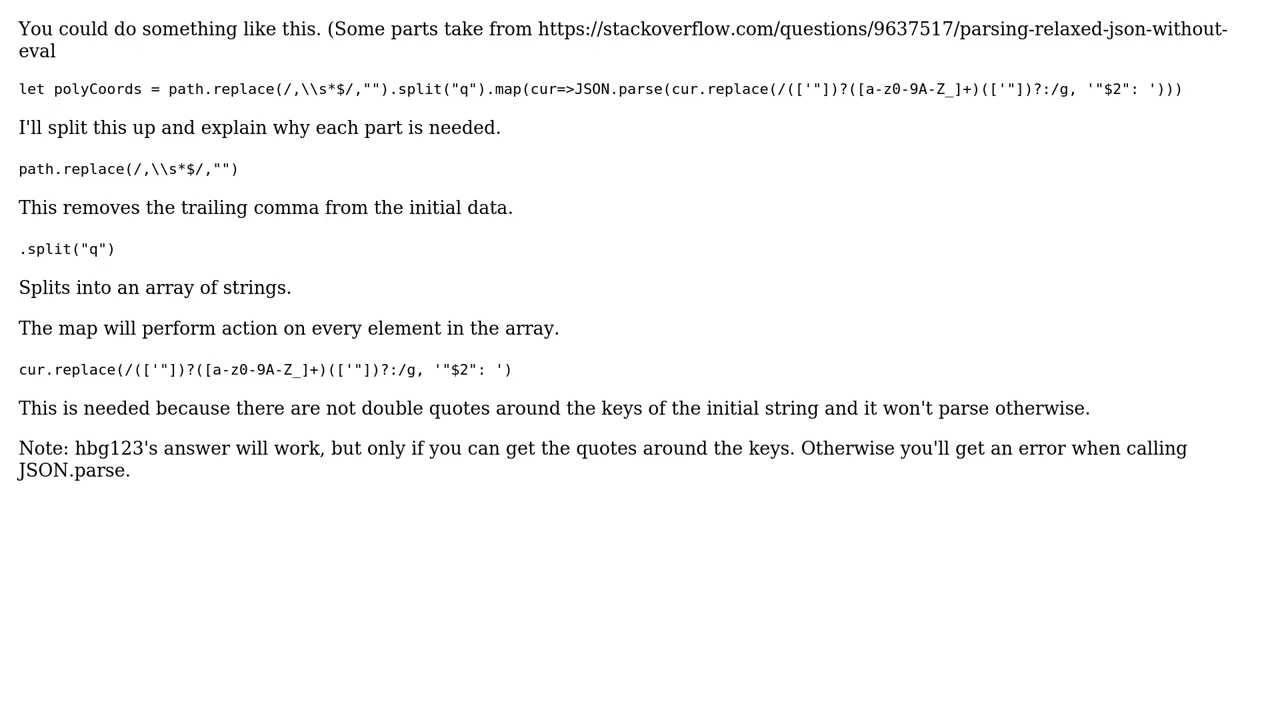 You could do something like this. (Some parts take from https://stackoverflow.com/questions/9637517/parsing-relaxed-json-without-
eval
let polyCoords = path.replace(/,\\s*$/,"").split("q").map(cur=>JSON.parse(cur.replace(/(['"])?([a-z0-9A-Z_]+)(['"])?:/g, '"$2": ')))
I'll split this up and explain why each part is needed.
path.replace(/,\\s*$/,"")
This removes the trailing comma from the initial data.
.split("q")
Splits into an array of strings.
The map will perform action on every element in the array.
cur.replace(/(['"])?([a-z0-9A-Z_]+)(['"])?:/g, '"$2": ')
This is needed because there are not double quotes around the keys of the initial string and it won't parse otherwise.
Note: hbg123's answer will work, but only if you can get the quotes around the keys. Otherwise you'll get an error when calling
JSON.parse.